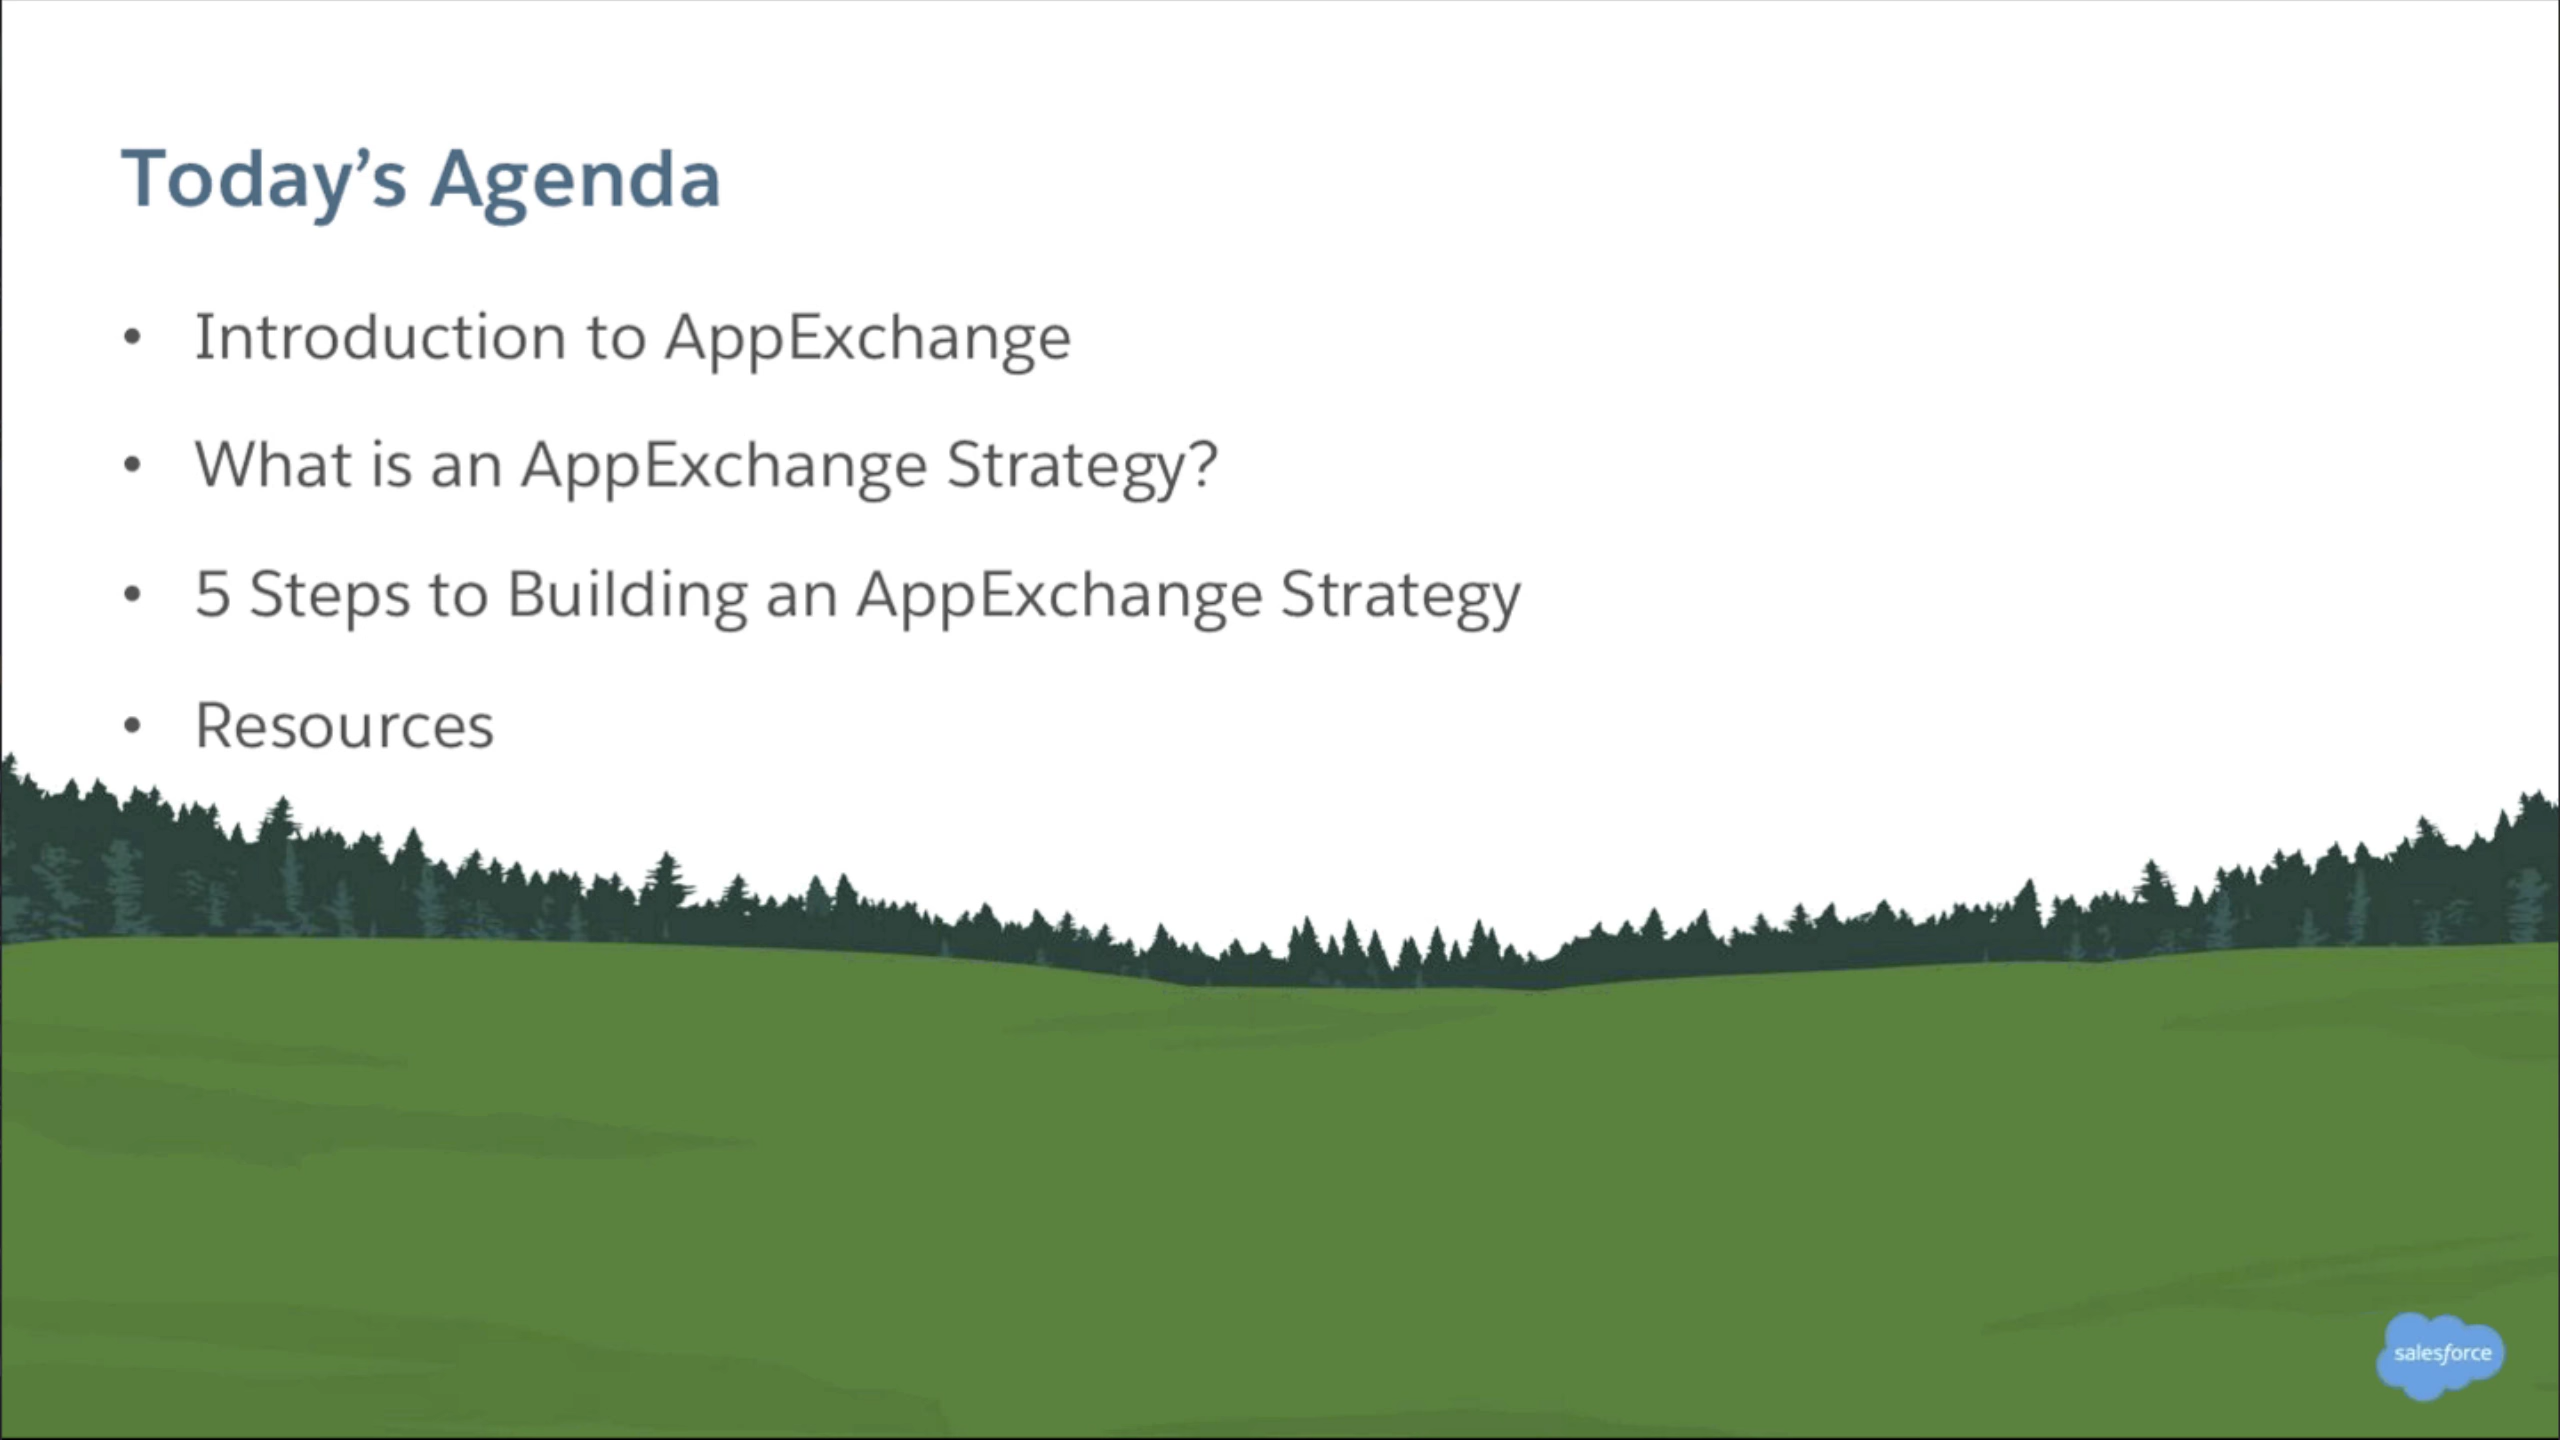 Today’s Agenda
• Introduction to AppExchange
• What is an AppExchange Strategy?
• 5 Steps to Building an AppExchange Strategy
• Resources
salesforce